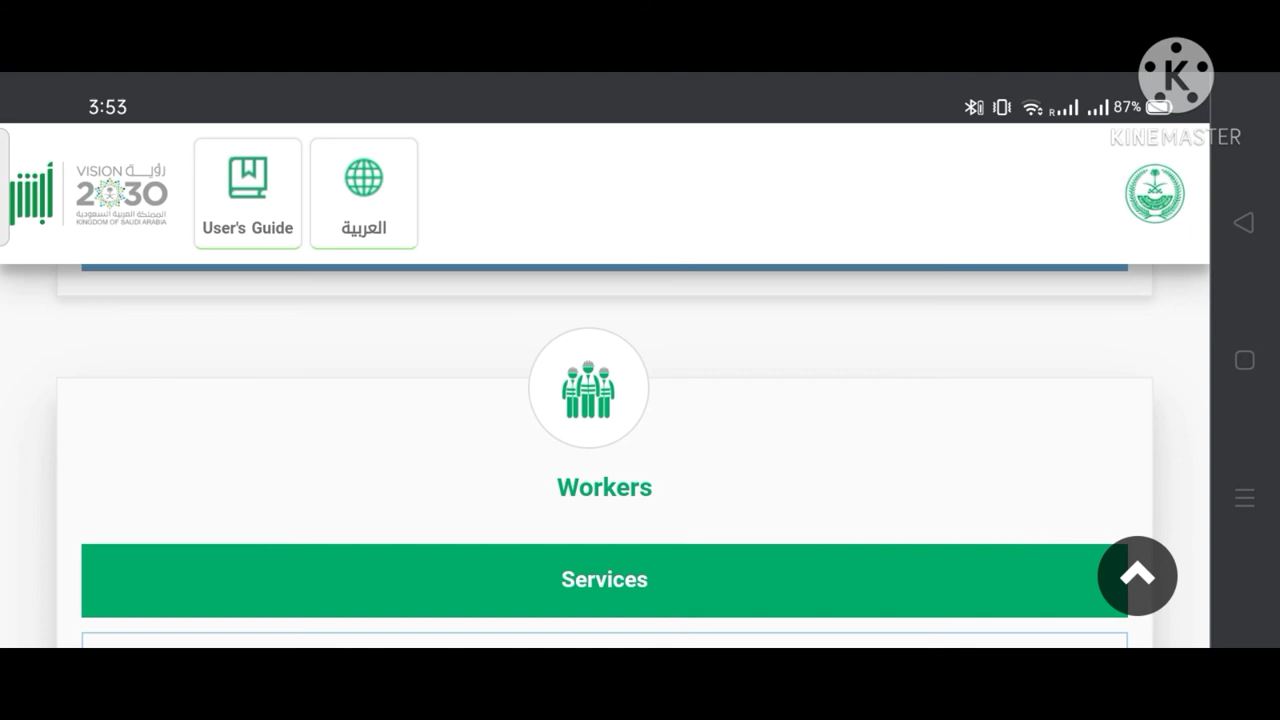 K
KINEMASTER
3:53
R
87%
أبشر
VISION رؤيـــة
2030
المملكة العربية السعودية
KINGDOM OF SAUDI ARABIA
User's Guide
العربية
Workers
Services